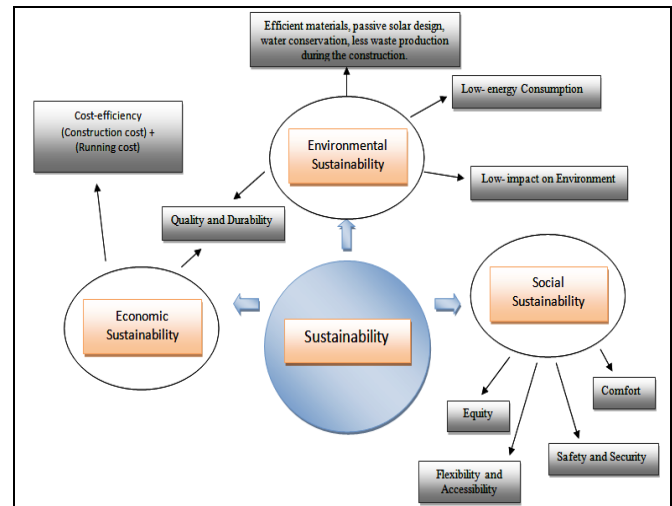 Efficient materials, passive solar design,
water conservation, less waste production
during the construction.
Low- energy Consumption
Cost-efficiency
(Construction cost) +
(Running cost)
Environmental
Sustainability
Low- impact on Environment
Quality and Durability
Social
Sustainability
Economic
Sustainability
Sustainability
Comfort
Equity
Safety and Security
Flexibility and
Accessibility